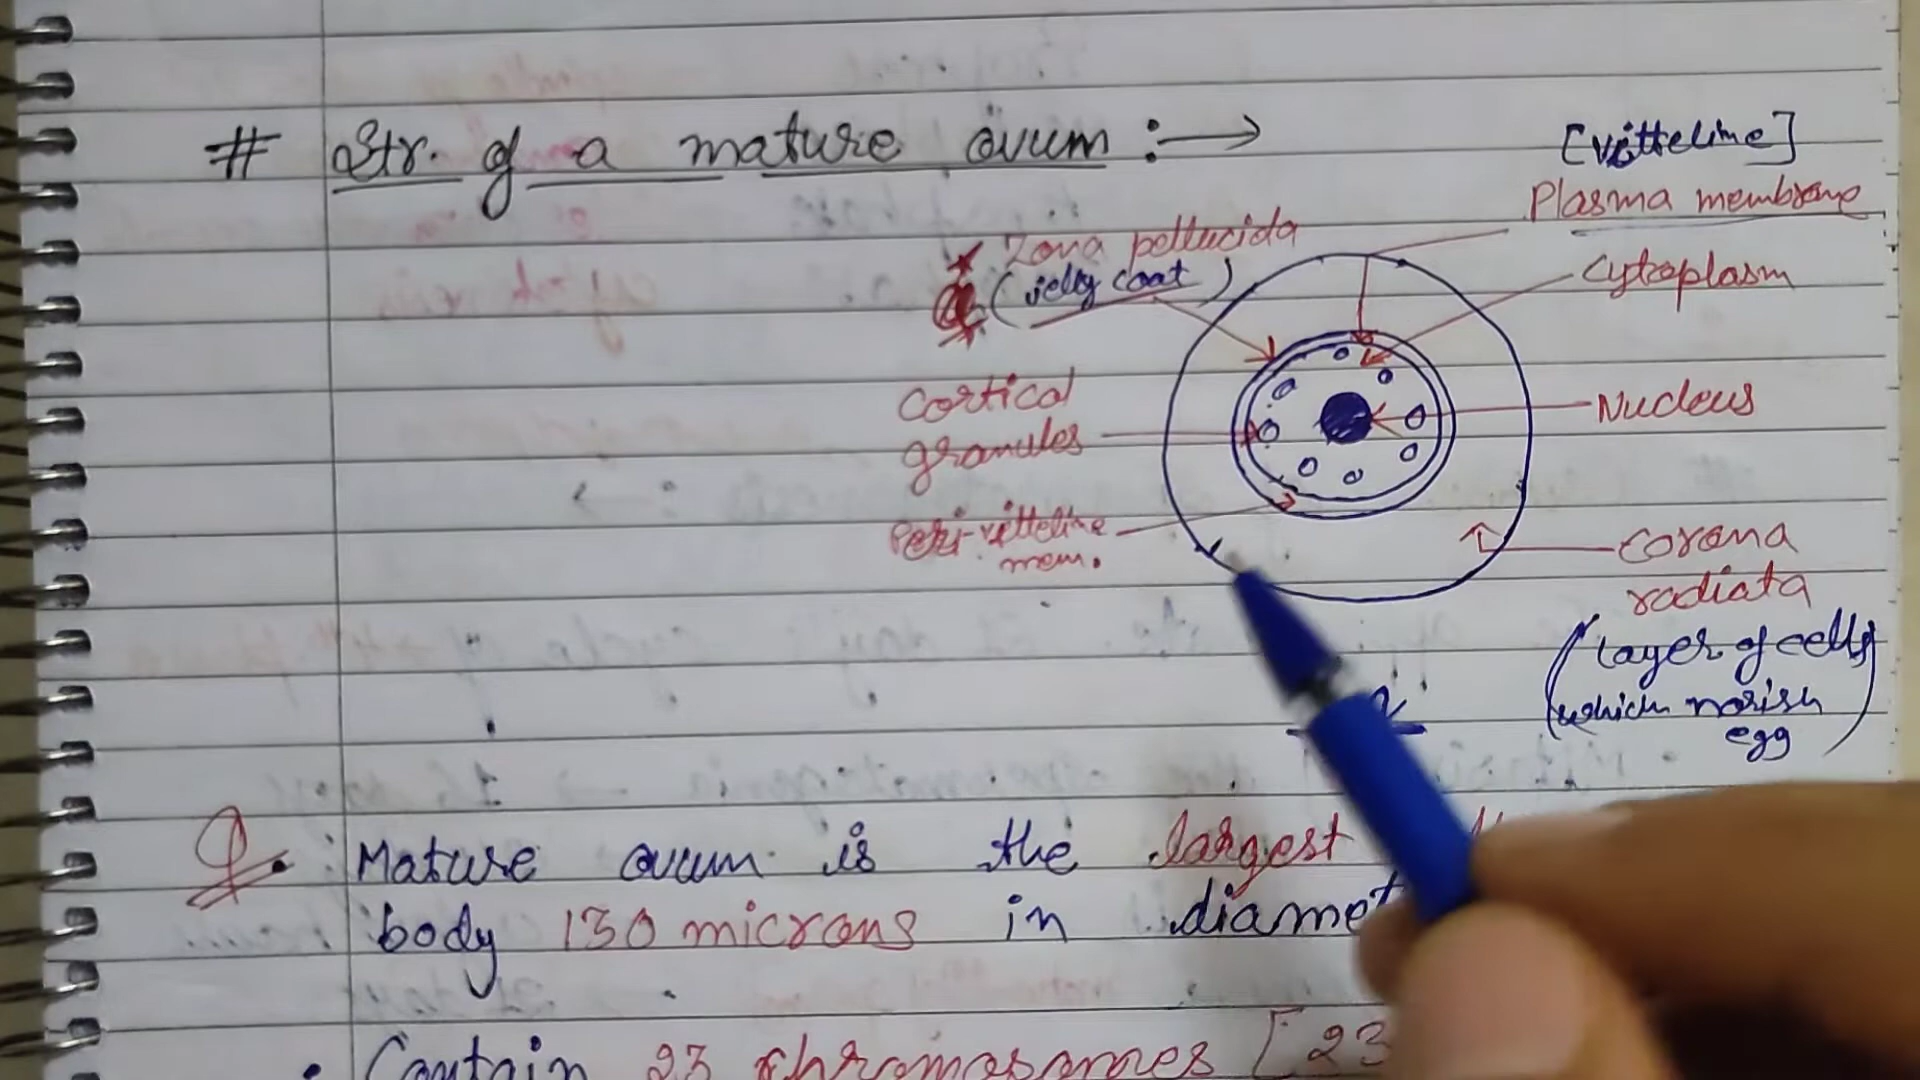 # Str. of a mature ovum :→
[vitteline]
Plasma membrane
Zona pellucida
(jelly coat)
Cytoplasm
Cortical
granules
Nucleus
Peri-vitteline
mem.
corona
radiata
(layer of cells
which norish
egg)
Q. Mature ovum is the largest
body 130 microns in diamet
• Contain 23 chromosomes [23